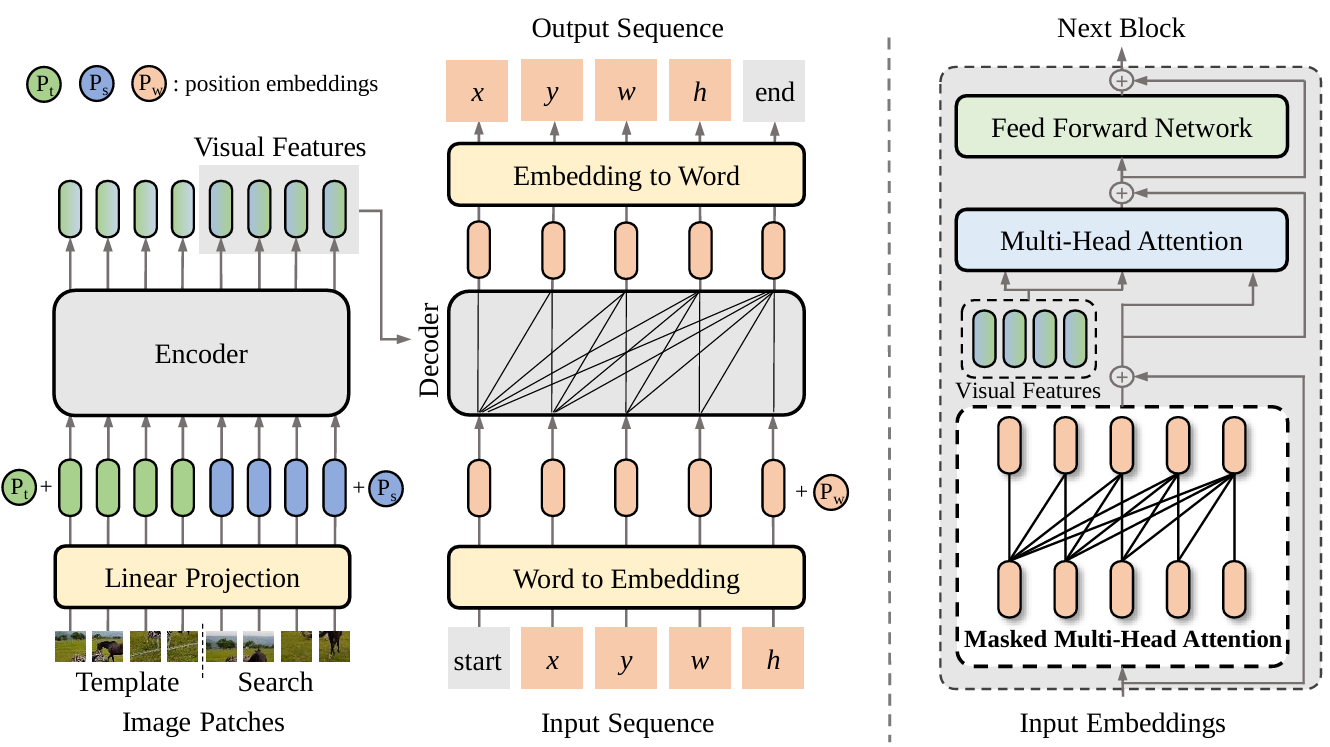 Output Sequence
Next Block
P_t P_s P_w : position embeddings
x y w h end
Visual Features
Embedding to Word
Encoder
Decoder
P_t +
+ P_s
+ P_w
Linear Projection
Word to Embedding
start x y w h
Template Search
Image Patches
Input Sequence
+
Feed Forward Network
+
Multi-Head Attention
Visual Features
+
Masked Multi-Head Attention
Input Embeddings